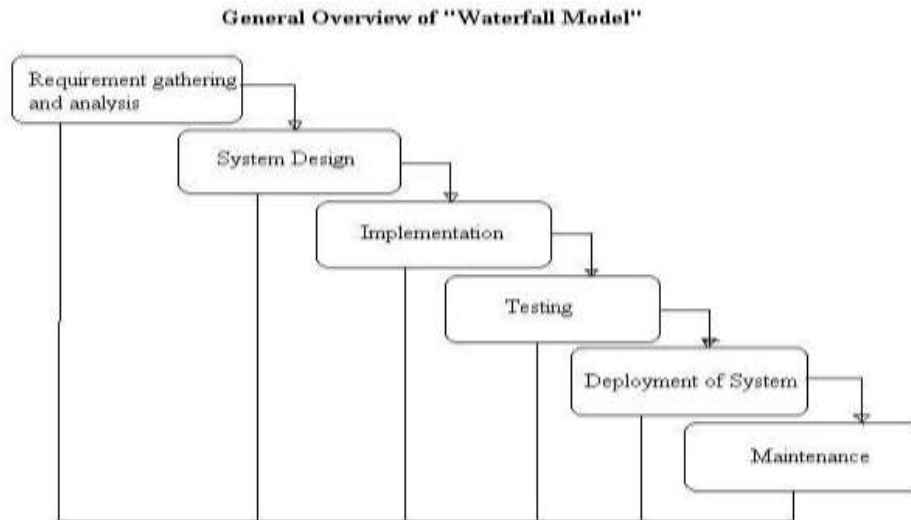 General Overview of "Waterfall Model"
Requirement gathering
and analysis
System Design
Implementation
Testing
Deployment of System
Maintenance